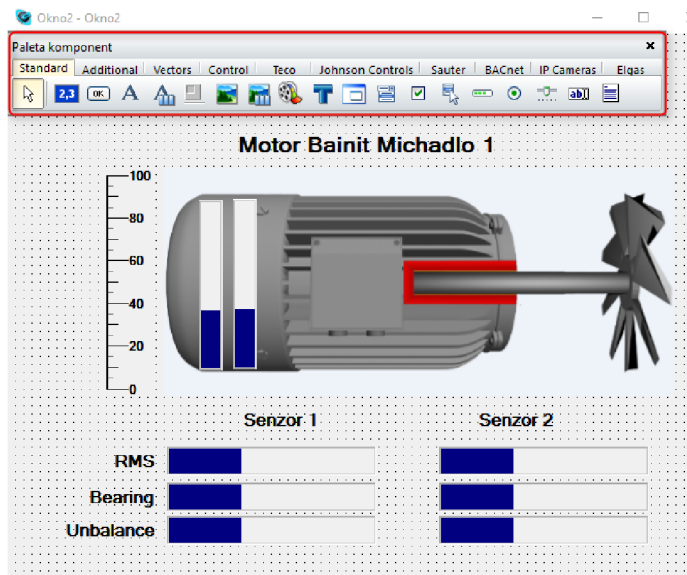 Okno2 - Okno2
Paleta komponent
Standard Additional Vectors Control Teco Johnson Controls Sauter BACnet IP Cameras Elgas
2,3 OK A A T ab
Motor Bainit Michadlo 1
100
80
60
40
20
0
Senzor 1 Senzor 2
RMS
Bearing
Unbalance